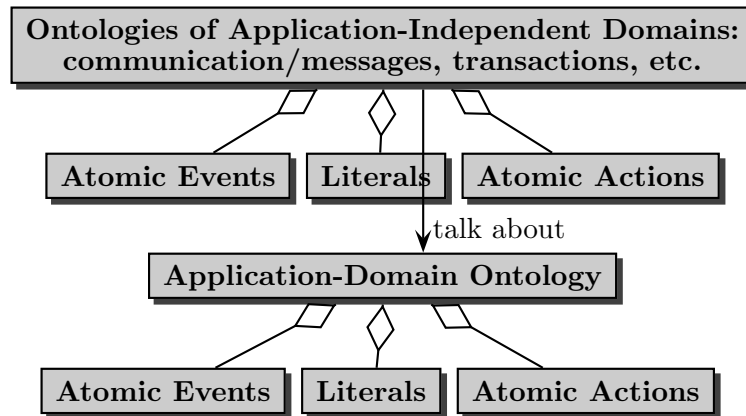 Ontologies of Application-Independent Domains:
communication/messages, transactions, etc.
Atomic Events
Literals
Atomic Actions
talk about
Application-Domain Ontology
Atomic Events
Literals
Atomic Actions